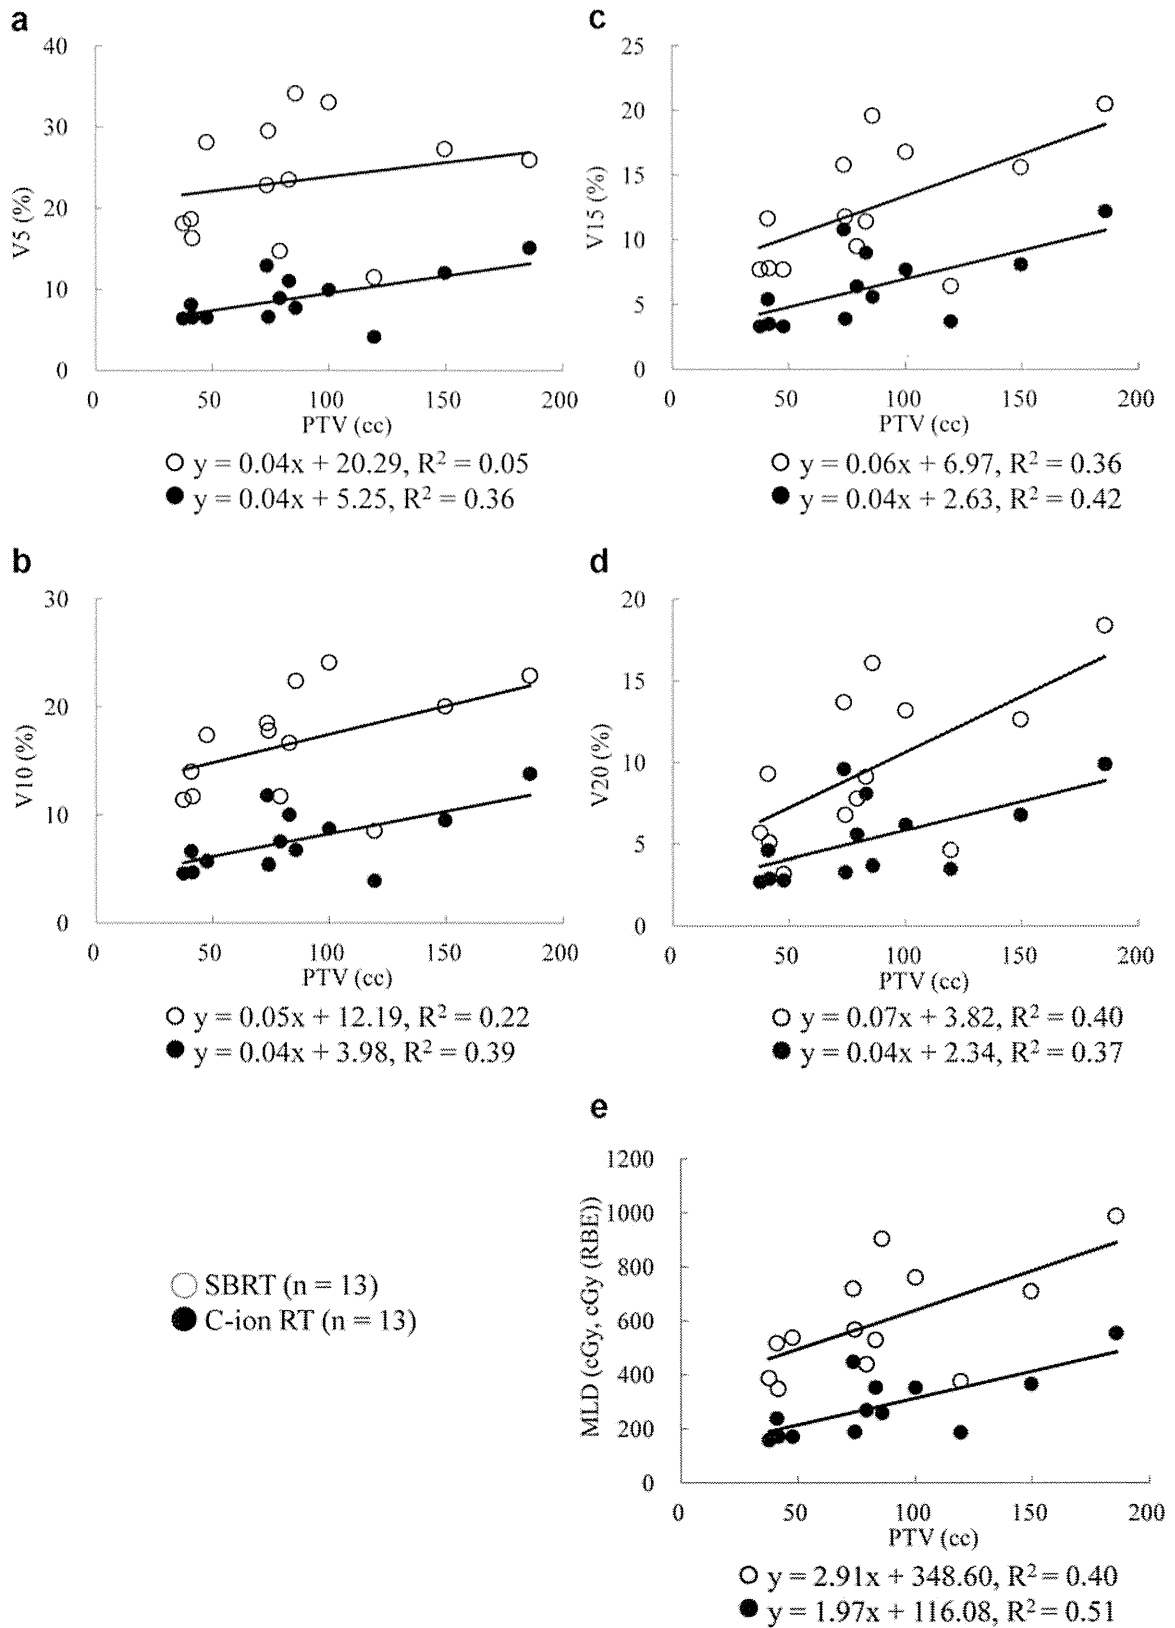 a
40
30
20
10
0
V5 (%)
0 50 100 150 200
PTV (cc)
y = 0.04x + 20.29, R² = 0.05
y = 0.04x + 5.25, R² = 0.36
c
25
20
15
10
5
0
V15 (%)
0 50 100 150 200
PTV (cc)
y = 0.06x + 6.97, R² = 0.36
y = 0.04x + 2.63, R² = 0.42
b
30
20
10
0
V10 (%)
0 50 100 150 200
PTV (cc)
y = 0.05x + 12.19, R² = 0.22
y = 0.04x + 3.98, R² = 0.39
d
20
15
10
5
0
V20 (%)
0 50 100 150 200
PTV (cc)
y = 0.07x + 3.82, R² = 0.40
y = 0.04x + 2.34, R² = 0.37
SBRT (n = 13)
C-ion RT (n = 13)
e
1200
1000
800
600
400
200
0
MLD (cGy, cGy (RBE))
0 50 100 150 200
PTV (cc)
y = 2.91x + 348.60, R² = 0.40
y = 1.97x + 116.08, R² = 0.51